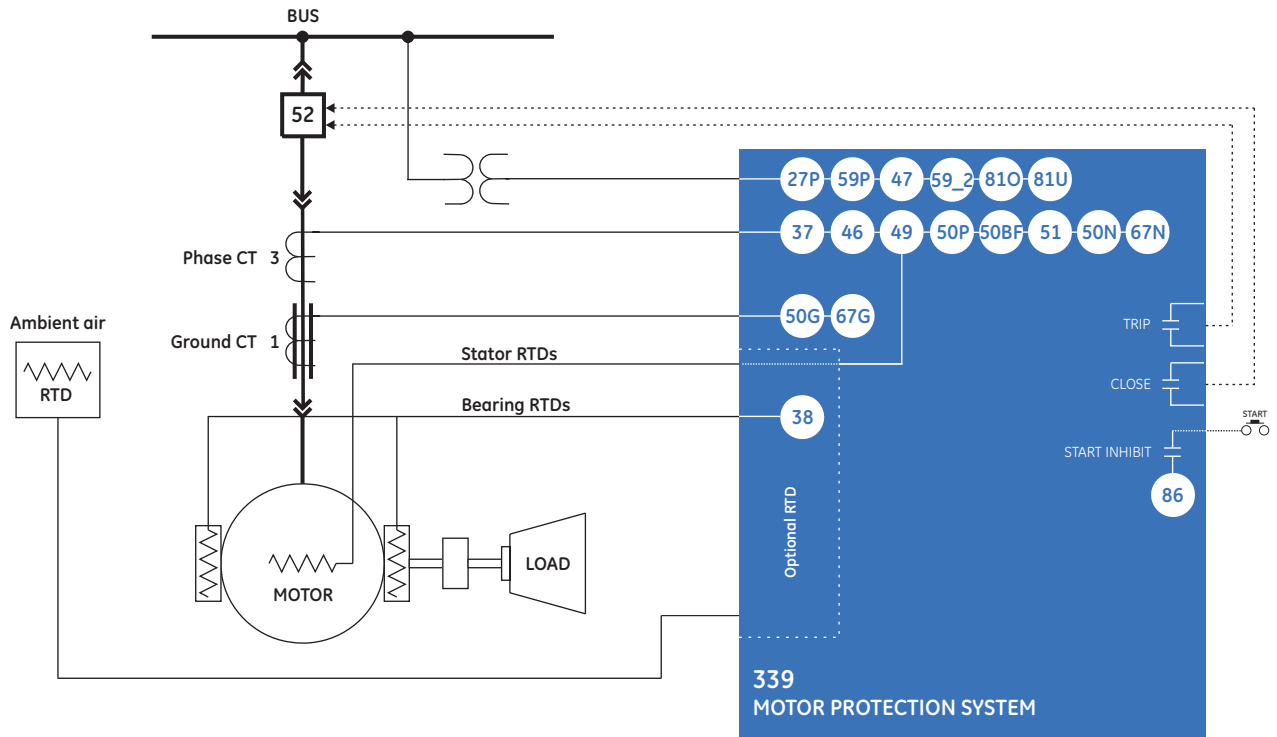 BUS
52
27P 59P 47 59_2 81O 81U
Phase CT 3
37 46 49 50P 50BF 51 50N 67N
Ground CT 1
50G 67G
Ambient air
RTD
Stator RTDs
Bearing RTDs
38
Optional RTD
TRIP
CLOSE
START
START INHIBIT
86
MOTOR
LOAD
339
MOTOR PROTECTION SYSTEM